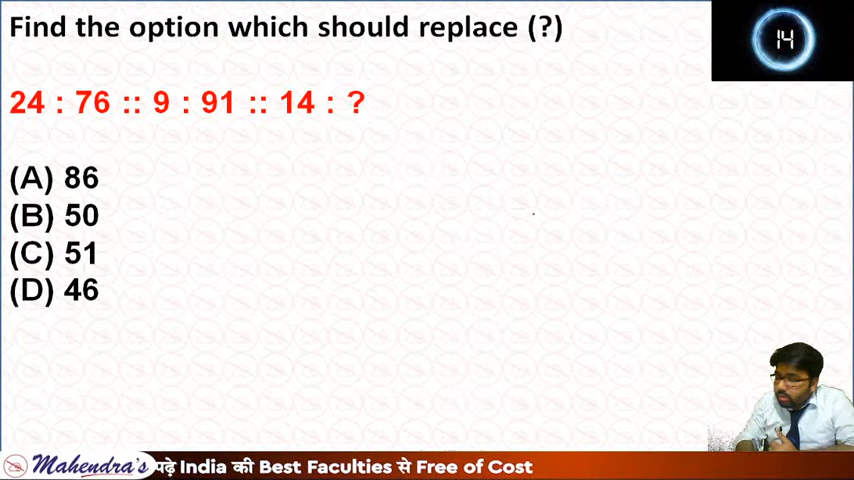 Find the option which should replace (?)
14
24 : 76 :: 9 : 91 :: 14 : ?
(A) 86
(B) 50
(C) 51
(D) 46
Mahendra's पढ़े India की Best Faculties से Free of Cost